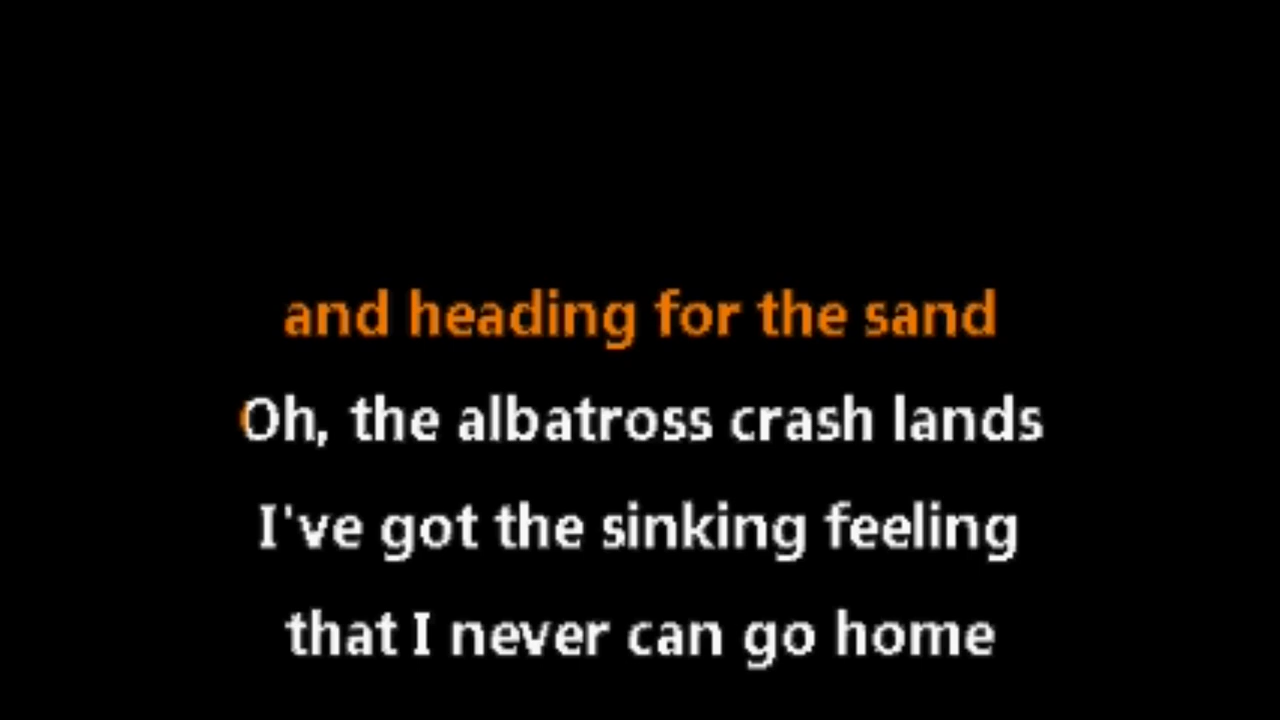 and heading for the sand
Oh, the albatross crash lands
I've got the sinking feeling
that I never can go home